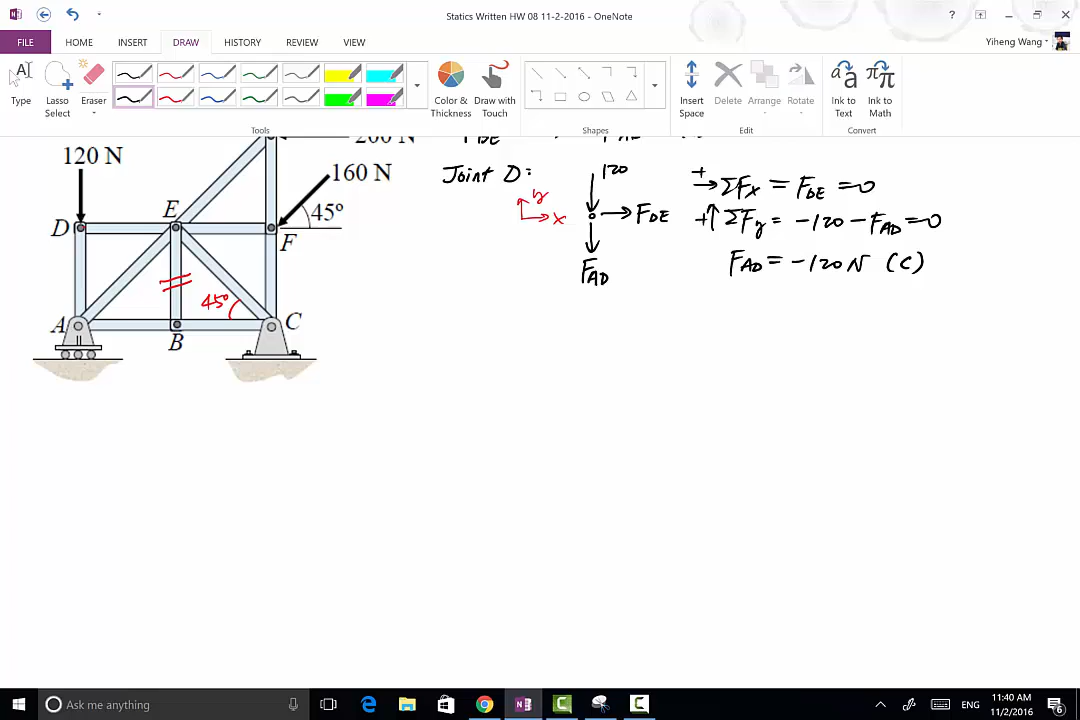 Statics Written HW 08 11-2-2016 - OneNote
?
FILE HOME INSERT DRAW HISTORY REVIEW VIEW
Yiheng Wang
Type
Lasso Select
Eraser
Color & Thickness
Draw with Touch
Insert Space
Delete
Arrange
Rotate
Ink to Text
Ink to Math
Tools
Shapes
Edit
Convert
200 N
120 N
160 N
45°
E
D
F
45°
A
B
C
Joint D:
120
y
x
F_DE
F_AD
+→ ΣFx = F_DE = 0
+↑ ΣFy = -120 - F_AD = 0
F_AD = -120 N (C)
Ask me anything
ENG
11:40 AM
11/2/2016
6